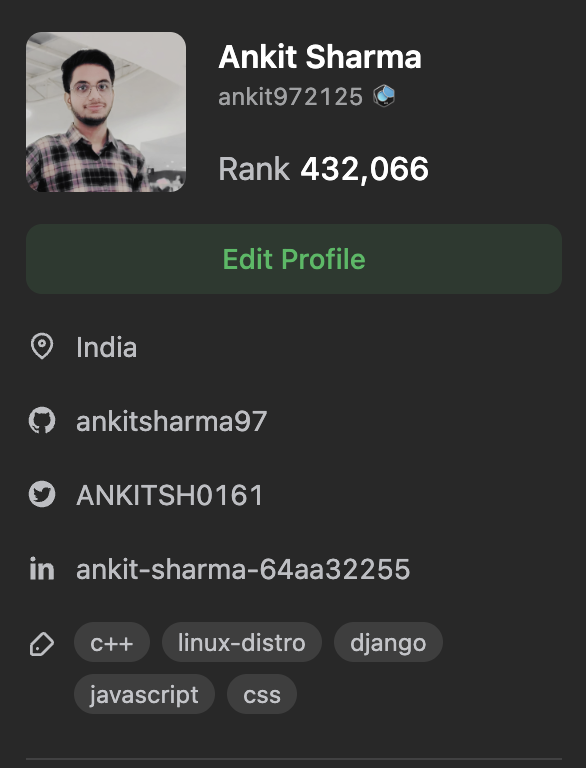 Ankit Sharma
ankit972125
Rank 432,066
Edit Profile
India
ankitsharma97
ANKITSH0161
in ankit-sharma-64aa32255
c++ linux-distro django
javascript css